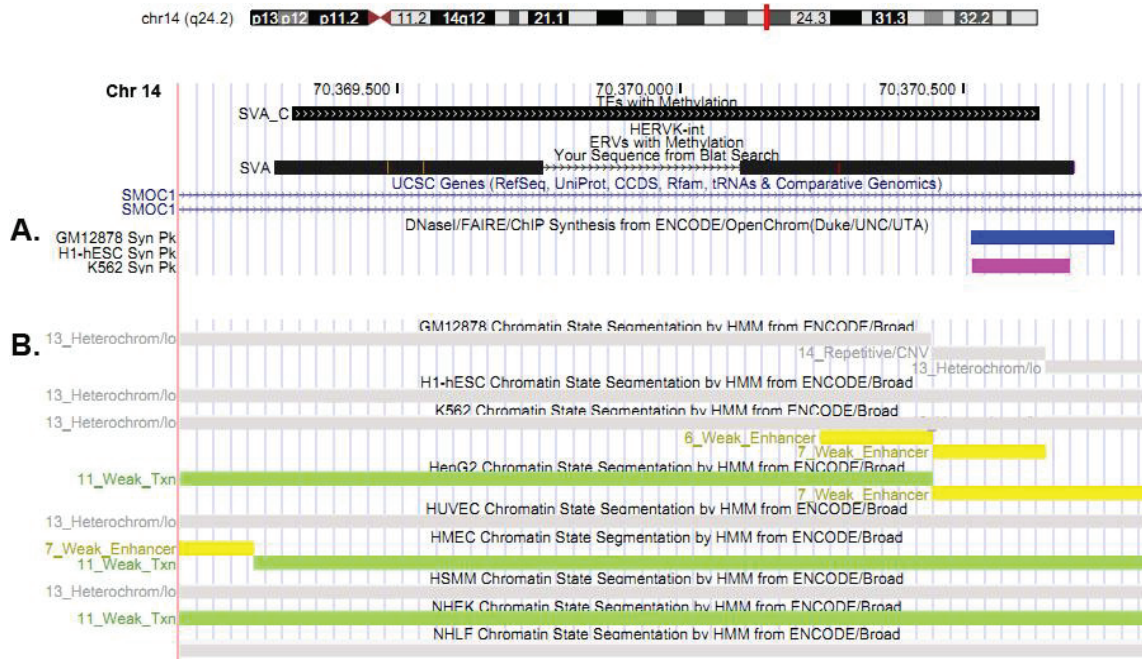 chr14 (q24.2) p13 p12 p11.2 11.2 14q12 21.1 24.3 31.3 32.2
Chr 14 70,369,500 70,370,000 70,370,500
TEs with Methylation
SVA_C
HERVK-int
ERVs with Methylation
Your Sequence from Blat Search
SVA
UCSC Genes (RefSeq, UniProt, CCDS, Rfam, tRNAs & Comparative Genomics)
SMOC1
SMOC1
A.
DNaseI/FAIRE/ChIP Synthesis from ENCODE/OpenChrom(Duke/UNC/UTA)
GM12878 Syn Pk
H1-hESC Syn Pk
K562 Syn Pk
B.
GM12878 Chromatin State Segmentation by HMM from ENCODE/Broad
13_Heterochrom/lo
14_Repetitive/CNV
13_Heterochrom/lo
H1-hESC Chromatin State Segmentation by HMM from ENCODE/Broad
13_Heterochrom/lo
K562 Chromatin State Segmentation by HMM from ENCODE/Broad
13_Heterochrom/lo
6_Weak_Enhancer
7_Weak_Enhancer
HepG2 Chromatin State Segmentation by HMM from ENCODE/Broad
11_Weak_Txn
7_Weak_Enhancer
HUVEC Chromatin State Segmentation by HMM from ENCODE/Broad
13_Heterochrom/lo
HMEC Chromatin State Segmentation by HMM from ENCODE/Broad
7_Weak_Enhancer
11_Weak_Txn
HSMM Chromatin State Segmentation by HMM from ENCODE/Broad
13_Heterochrom/lo
NHEK Chromatin State Segmentation by HMM from ENCODE/Broad
11_Weak_Txn
NHLF Chromatin State Segmentation by HMM from ENCODE/Broad